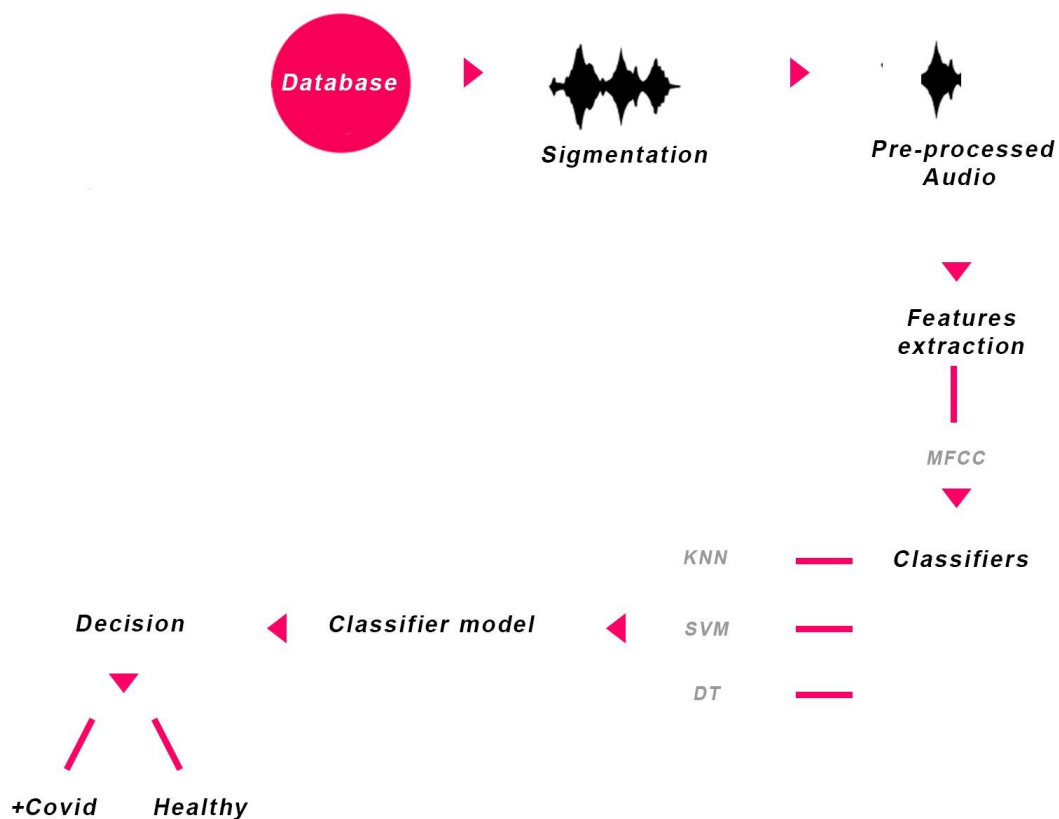 Database
Sigmentation
Pre-processed
Audio
Features
extraction
MFCC
Classifiers
KNN
SVM
DT
Classifier model
Decision
+Covid
Healthy